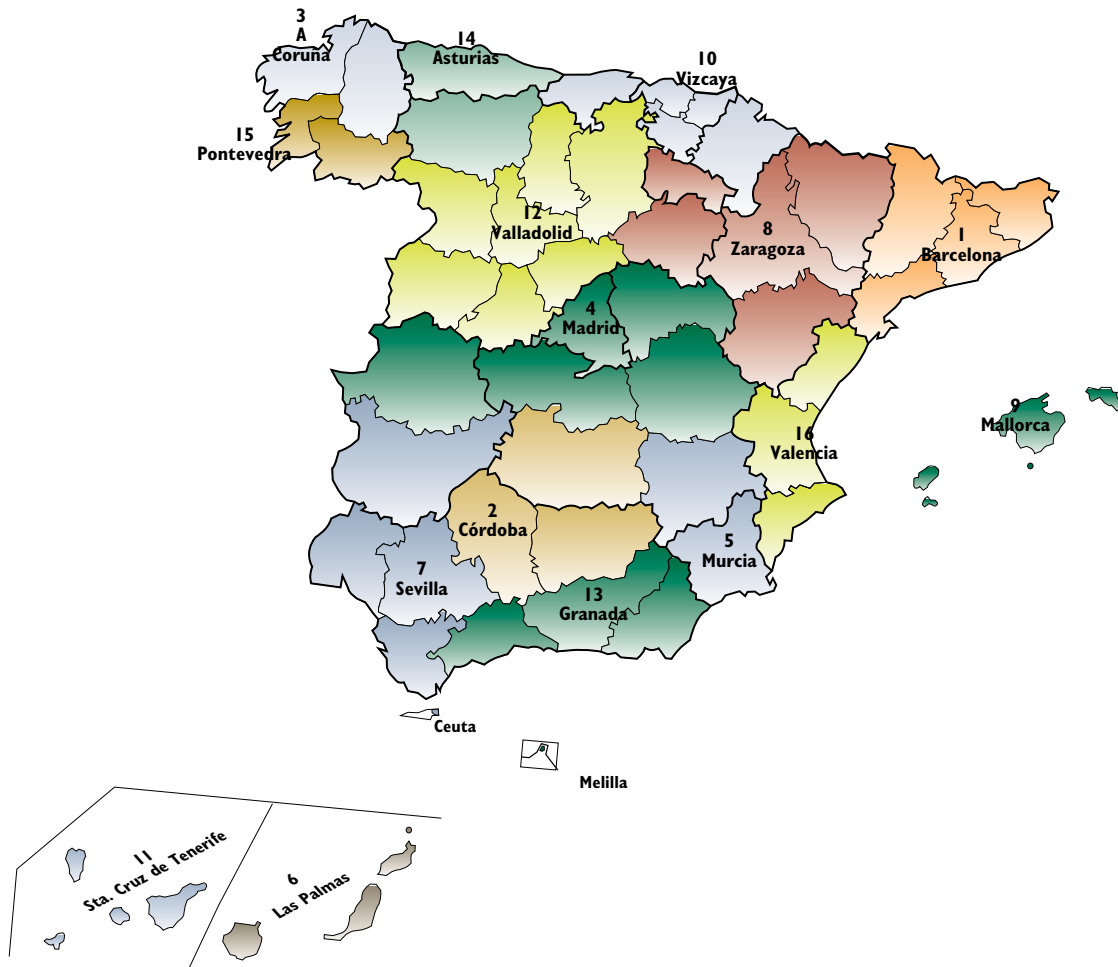 3
A
Coruña
14
Asturias
10
Vizcaya
15
Pontevedra
12
Valladolid
8
Zaragoza
1
Barcelona
4
Madrid
9
Mallorca
16
Valencia
2
Córdoba
5
Murcia
7
Sevilla
13
Granada
Ceuta
Melilla
11
Sta. Cruz de Tenerife
6
Las Palmas